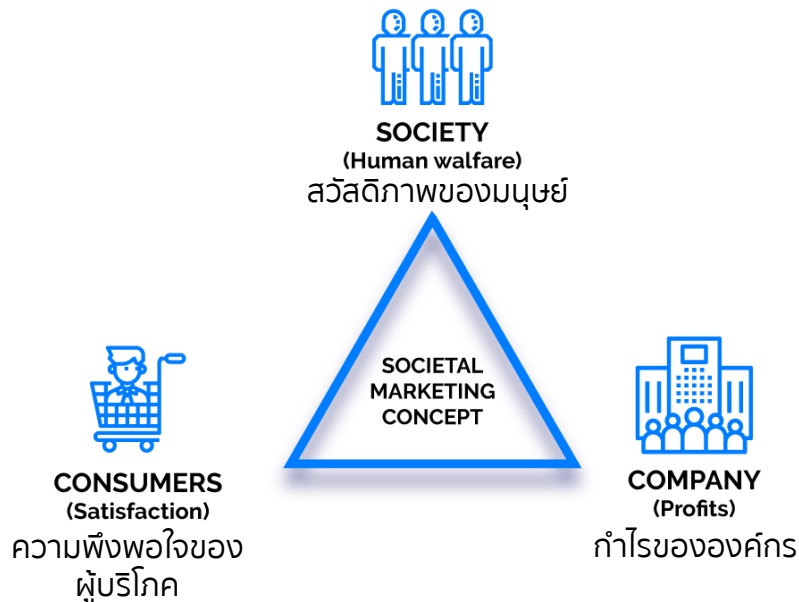 SOCIETY
(Human walfare)
สวัสดิภาพของมนุษย์
SOCIETAL
MARKETING
CONCEPT
CONSUMERS
(Satisfaction)
ความพึงพอใจของ
ผู้บริโภค
COMPANY
(Profits)
กำไรขององค์กร